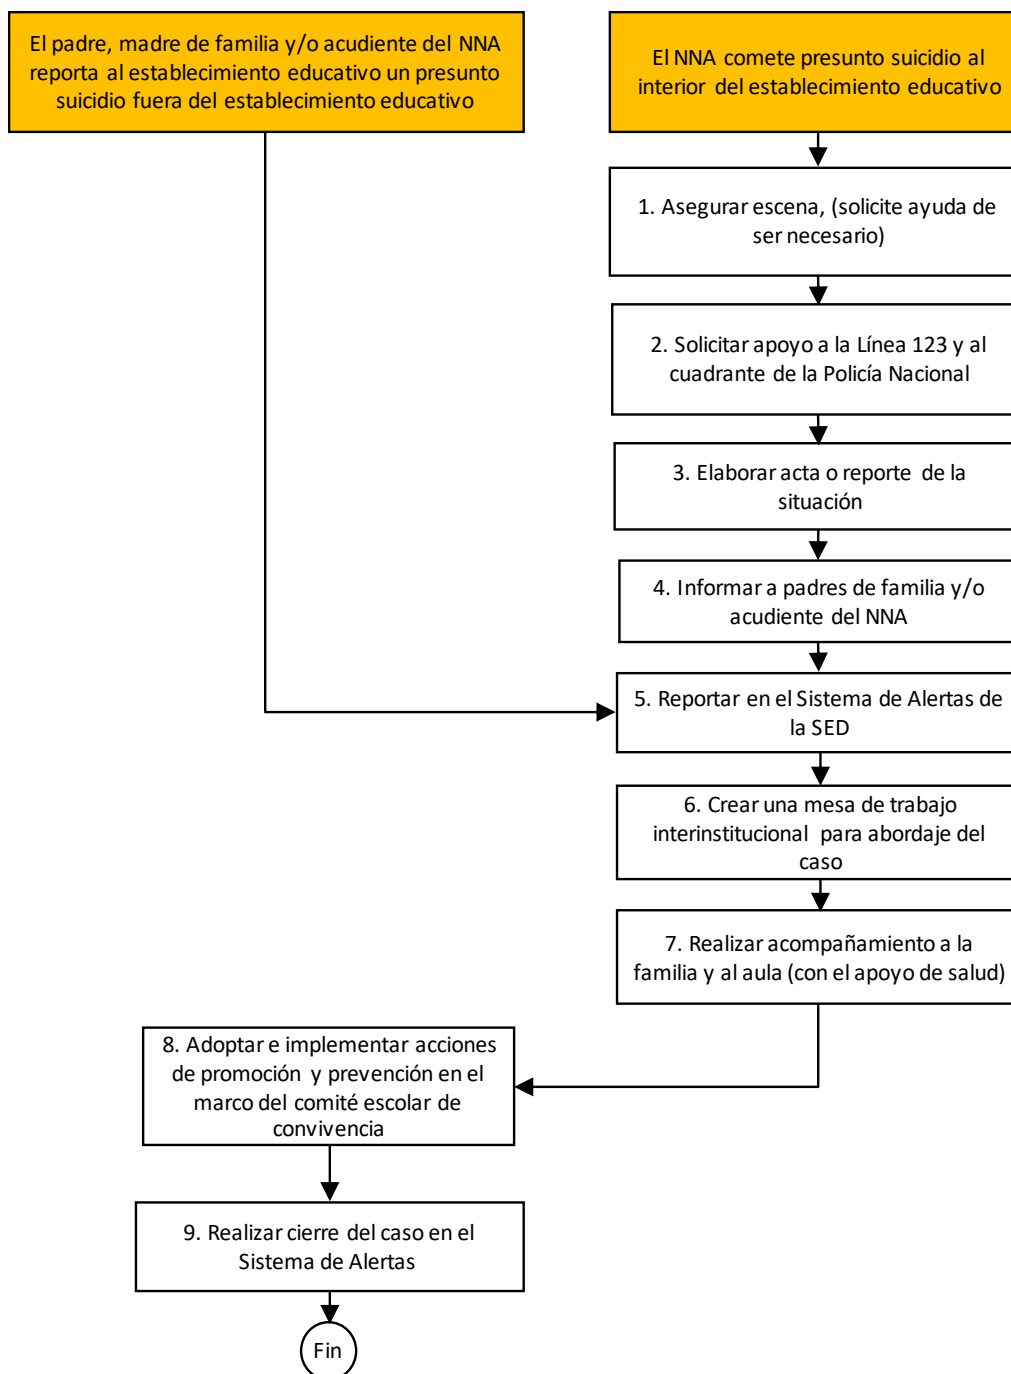 El padre, madre de familia y/o acudiente del NNA
reporta al establecimiento educativo un presunto
suicidio fuera del establecimiento educativo
El NNA comete presunto suicidio al
interior del establecimiento educativo
1. Asegurar escena, (solicite ayuda de
ser necesario)
2. Solicitar apoyo a la Línea 123 y al
cuadrante de la Policía Nacional
3. Elaborar acta o reporte de la
situación
4. Informar a padres de familia y/o
acudiente del NNA
5. Reportar en el Sistema de Alertas de
la SED
6. Crear una mesa de trabajo
interinstitucional para abordaje del
caso
7. Realizar acompañamiento a la
familia y al aula (con el apoyo de salud)
8. Adoptar e implementar acciones
de promoción y prevención en el
marco del comité escolar de
convivencia
9. Realizar cierre del caso en el
Sistema de Alertas
Fin